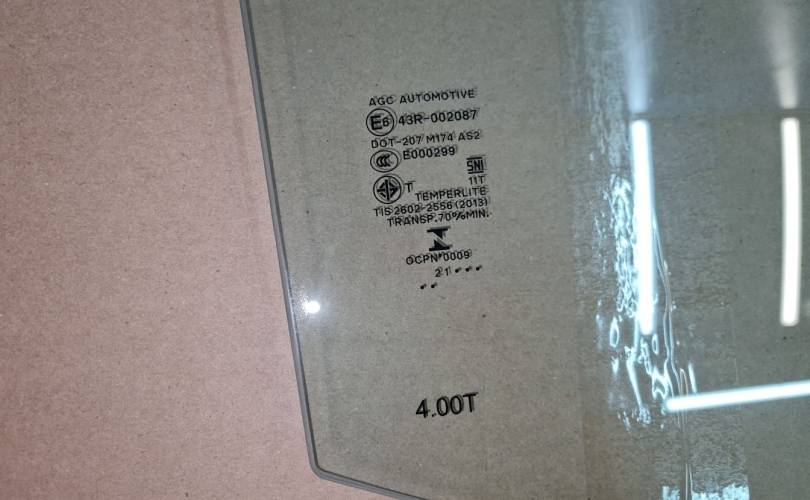 AGC AUTOMOTIVE
E6 43R-002087
DOT-207 M174 AS2
CCC E000299
SNI
T 11T
TEMPERLITE
TIS 2602-2556 (2013)
TRANSP.70%MIN.
OCPN°0009
21
4.00T